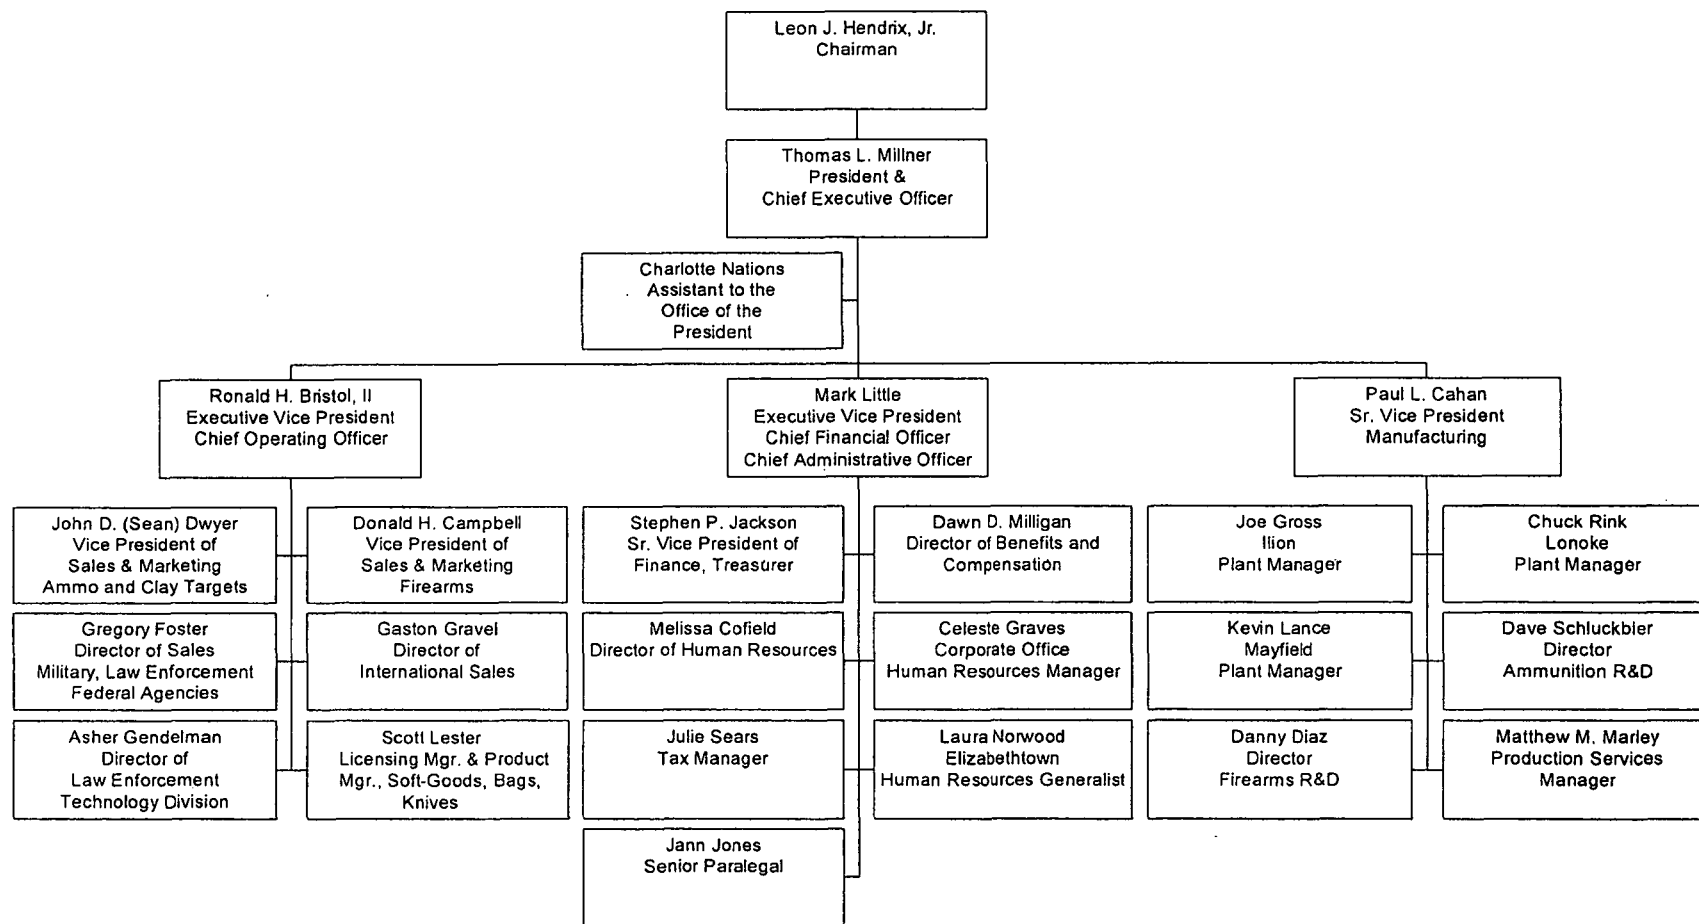 Leon J. Hendrix, Jr.
Chairman
Thomas L. Millner
President &
Chief Executive Officer
Charlotte Nations
Assistant to the
Office of the
President
Ronald H. Bristol, II
Executive Vice President
Chief Operating Officer
Mark Little
Executive Vice President
Chief Financial Officer
Chief Administrative Officer
Paul L. Cahan
Sr. Vice President
Manufacturing
John D. (Sean) Dwyer
Vice President of
Sales & Marketing
Ammo and Clay Targets
Donald H. Campbell
Vice President of
Sales & Marketing
Firearms
Stephen P. Jackson
Sr. Vice President of
Finance, Treasurer
Dawn D. Milligan
Director of Benefits and
Compensation
Joe Gross
Ilion
Plant Manager
Chuck Rink
Lonoke
Plant Manager
Gregory Foster
Director of Sales
Military, Law Enforcement
Federal Agencies
Gaston Gravel
Director of
International Sales
Melissa Cofield
Director of Human Resources
Celeste Graves
Corporate Office
Human Resources Manager
Kevin Lance
Mayfield
Plant Manager
Dave Schluckbier
Director
Ammunition R&D
Asher Gendelman
Director of
Law Enforcement
Technology Division
Scott Lester
Licensing Mgr. & Product
Mgr., Soft-Goods, Bags,
Knives
Julie Sears
Tax Manager
Laura Norwood
Elizabethtown
Human Resources Generalist
Danny Diaz
Director
Firearms R&D
Matthew M. Marley
Production Services
Manager
Jann Jones
Senior Paralegal